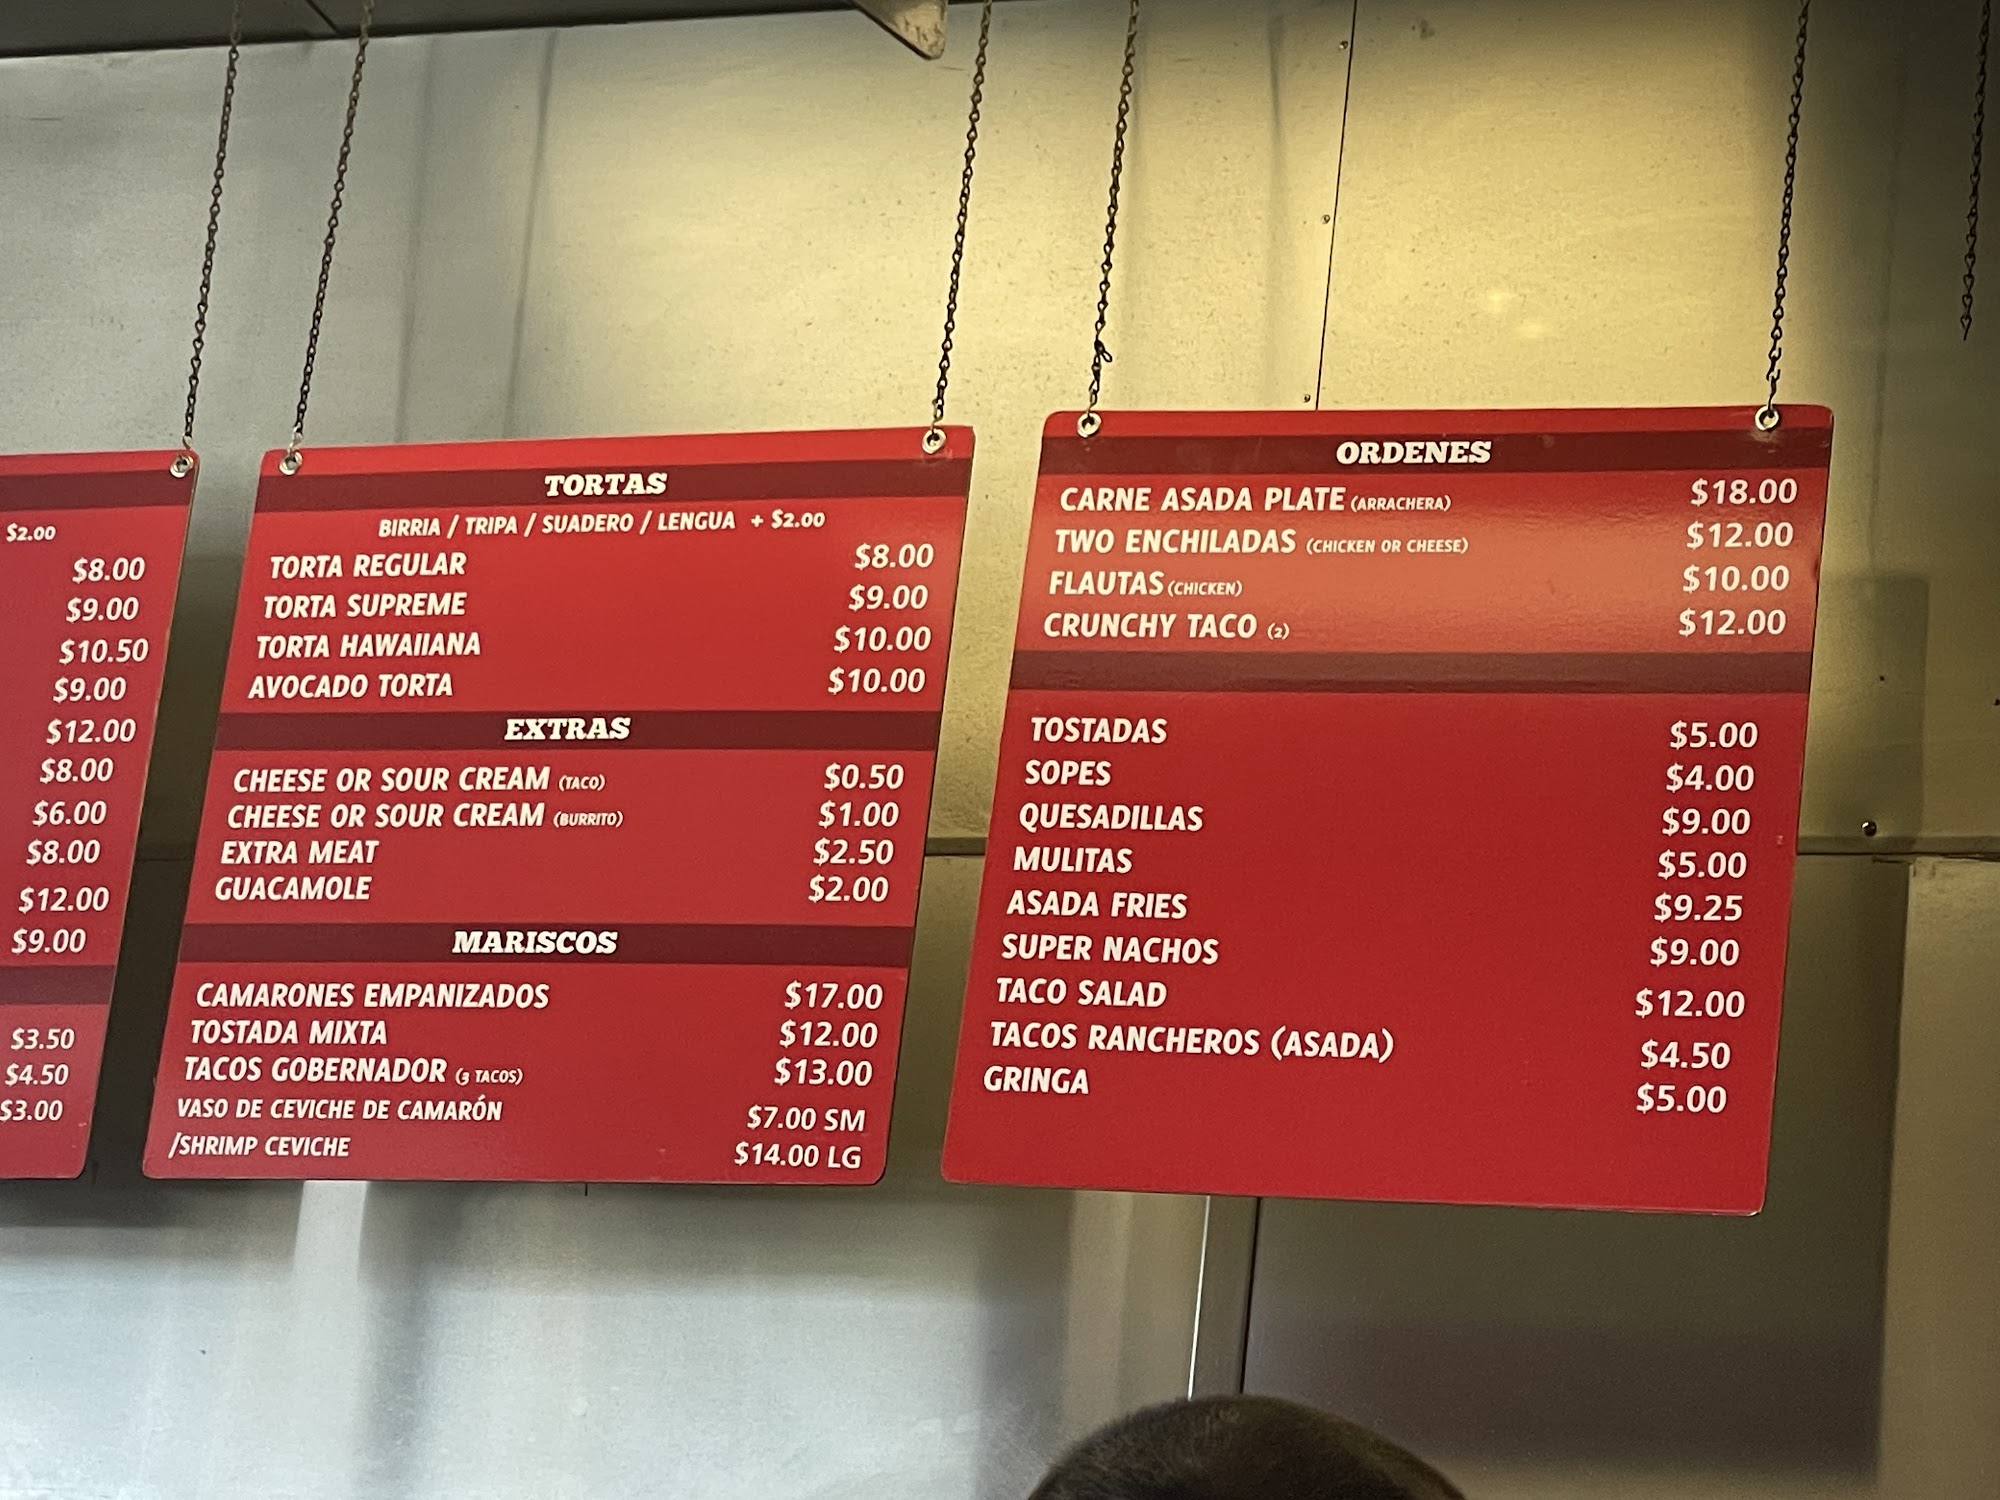 $2.00
$8.00
$9.00
$10.50
$9.00
$12.00
$8.00
$6.00
$8.00
$12.00
$9.00
$3.50
$4.50
$3.00
TORTAS
BIRRIA / TRIPA / SUADERO / LENGUA + $2.00
TORTA REGULAR $8.00
TORTA SUPREME $9.00
TORTA HAWAIIANA $10.00
AVOCADO TORTA $10.00
EXTRAS
CHEESE OR SOUR CREAM (TACO) $0.50
CHEESE OR SOUR CREAM (BURRITO) $1.00
EXTRA MEAT $2.50
GUACAMOLE $2.00
MARISCOS
CAMARONES EMPANIZADOS $17.00
TOSTADA MIXTA $12.00
TACOS GOBERNADOR (3 TACOS) $13.00
VASO DE CEVICHE DE CAMARÓN $7.00 SM
/SHRIMP CEVICHE $14.00 LG
ORDENES
CARNE ASADA PLATE (ARRACHERA) $18.00
TWO ENCHILADAS (CHICKEN OR CHEESE) $12.00
FLAUTAS (CHICKEN) $10.00
CRUNCHY TACO (2) $12.00
TOSTADAS $5.00
SOPES $4.00
QUESADILLAS $9.00
MULITAS $5.00
ASADA FRIES $9.25
SUPER NACHOS $9.00
TACO SALAD $12.00
TACOS RANCHEROS (ASADA) $4.50
GRINGA $5.00